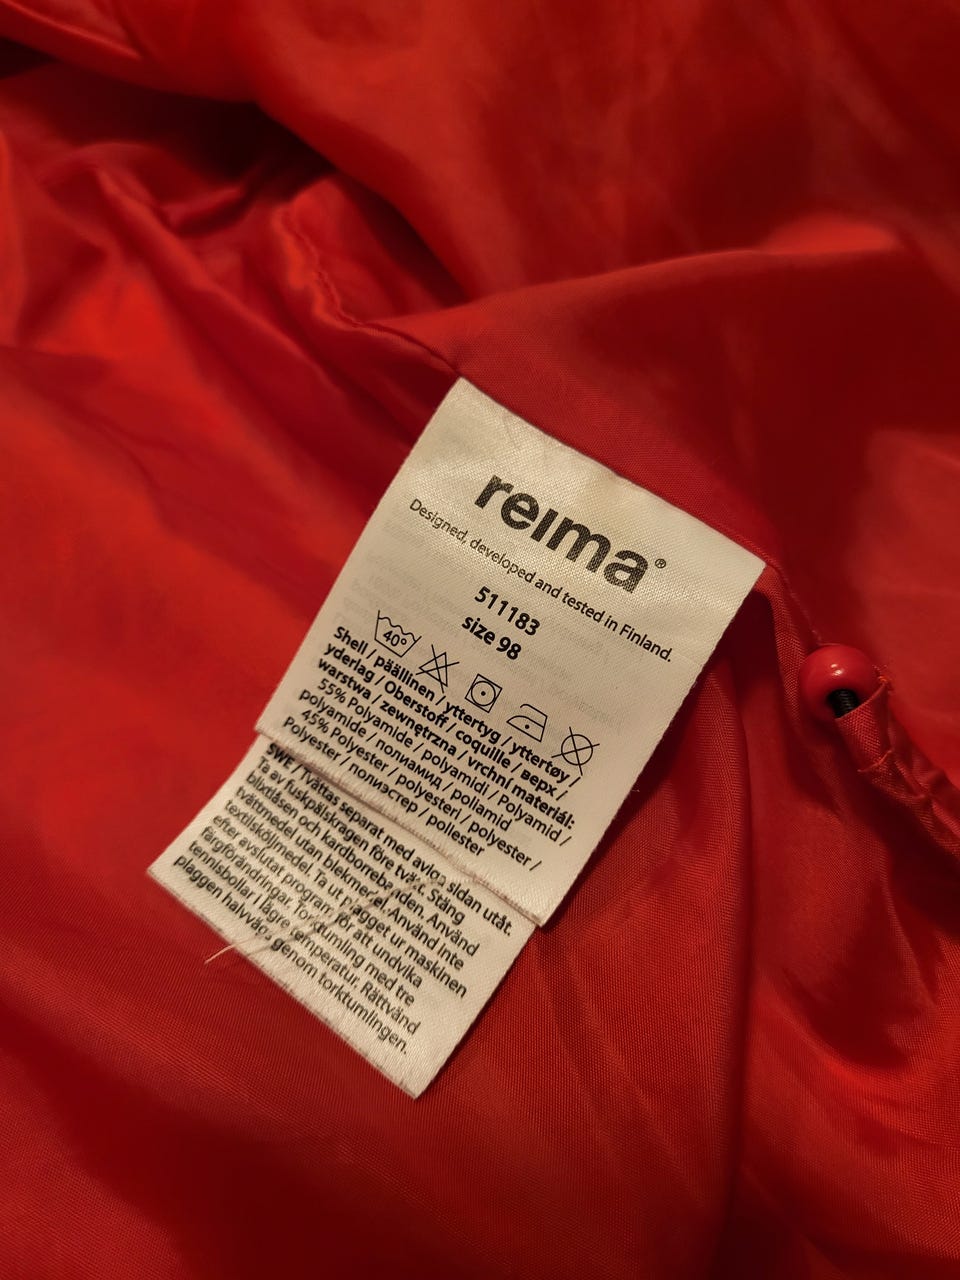 reima®
Designed, developed and tested in Finland.
511183
size 98
40°
Shell / päällinen / yttertyg / yttertøy /
yderlag / Oberstoff / coquille / верх /
warstwa / zewnętrzna / vrchní materiál:
55% Polyamide / polyamidi / Polyamid /
polyamide / полиамид / poliamid
45% Polyester / polyesteri / polyester /
Polyester / полиэстер / poliester
SWE / Tvättas separat med avigsidan utåt.
Ta av fuskpälskragen före tvätt. Stäng
blixtlåsen och kardborrebanden. Använd
tvättmedel utan blekmedel. Använd inte
textilsköljmedel. Ta ut plagget ur maskinen
efter avslutat program för att undvika
färgförändringar. Torktumling med tre
tennisbollar i lägre temperatur. Rättvänd
plaggen halvvägs genom torktumlingen.